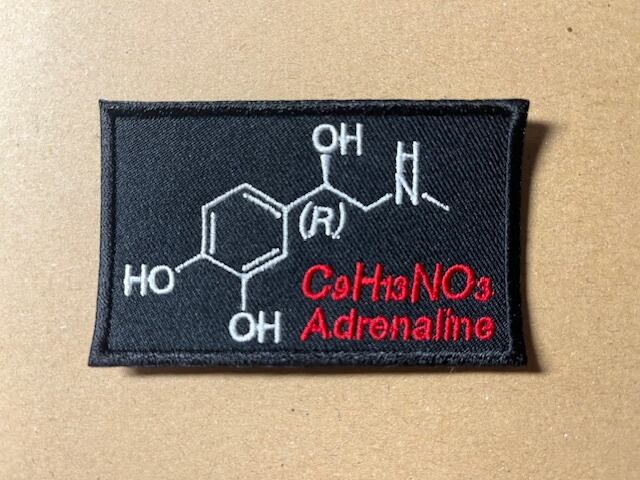 OH
H
N
(R)
HO
OH
C9H13NO3
Adrenaline